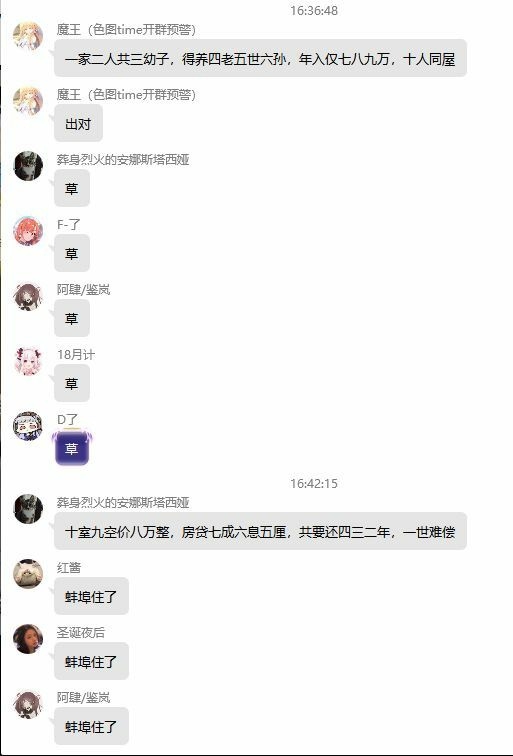 16:36:48
魔王（色图time开群预警）
一家二人共三幼子，得养四老五世六孙，年入仅七八九万，十人同屋
魔王（色图time开群预警）
出对
葬身烈火的安娜斯塔西娅
草
F-了
草
阿肆/鉴岚
草
18月计
草
D了
草
16:42:15
葬身烈火的安娜斯塔西娅
十室九空价八万整，房贷七成六息五厘，共要还四三二年，一世难偿
红酱
蚌埠住了
圣诞夜后
蚌埠住了
阿肆/鉴岚
蚌埠住了